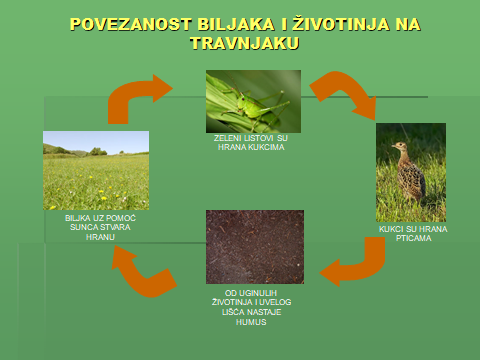 POVEZANOST BILJAKA I ŽIVOTINJA NA
TRAVNJAKU
ZELENI LISTOVI SU
HRANA KUKCIMA
BILJKA UZ POMOĆ
SUNCA STVARA
HRANU
KUKCI SU HRANA
PTICAMA
OD UGINULIH
ŽIVOTINJA I UVELOG
LIŠĆA NASTAJE
HUMUS